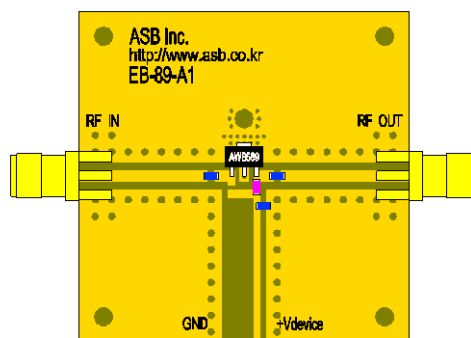 ASB Inc.
http://www.asb.co.kr
EB-89-A1
RF IN
RF OUT
AWB589
GND
+Vdevice